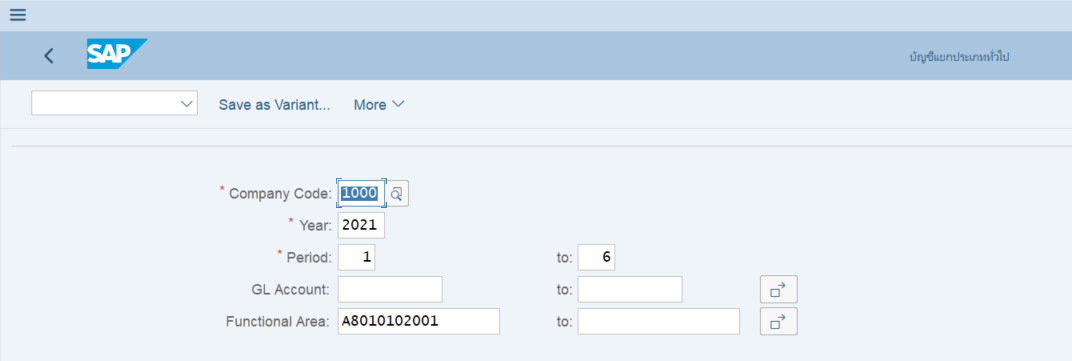 SAP
บัญชีแยกประเภททั่วไป
Save as Variant... More
* Company Code: 1000
* Year: 2021
* Period: 1 to: 6
GL Account: to:
Functional Area: A8010102001 to: